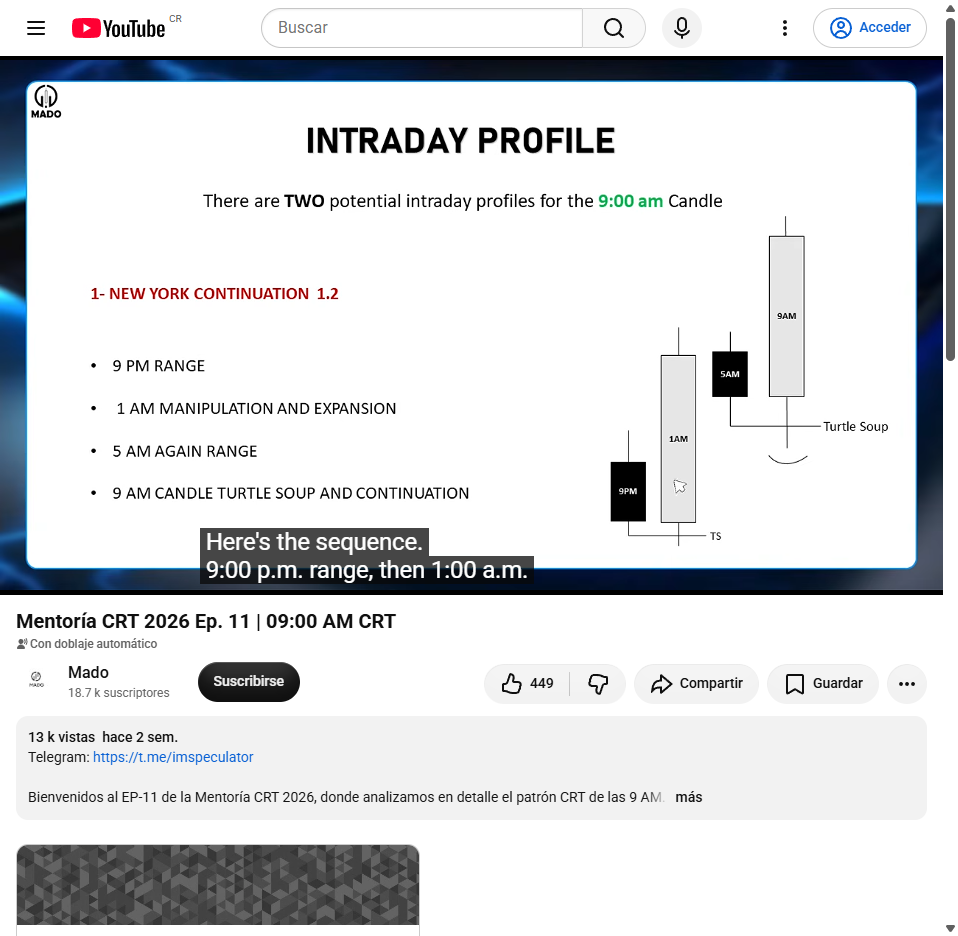 YouTube CR
Buscar
Acceder
MADO
INTRADAY PROFILE
There are TWO potential intraday profiles for the 9:00 am Candle
1- NEW YORK CONTINUATION 1.2
• 9 PM RANGE
• 1 AM MANIPULATION AND EXPANSION
• 5 AM AGAIN RANGE
• 9 AM CANDLE TURTLE SOUP AND CONTINUATION
9AM
5AM
Turtle Soup
1AM
9PM
TS
Here's the sequence.
9:00 p.m. range, then 1:00 a.m.
Mentoría CRT 2026 Ep. 11 | 09:00 AM CRT
Con doblaje automático
MADO
Mado
18.7 k suscriptores
Suscribirse
449
Compartir
Guardar
13 k vistas hace 2 sem.
Telegram: https://t.me/imspeculator
Bienvenidos al EP-11 de la Mentoría CRT 2026, donde analizamos en detalle el patrón CRT de las 9 AM. más